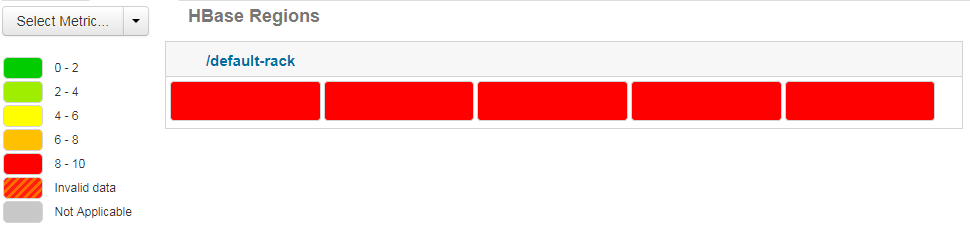 Select Metric...
HBase Regions
/default-rack
0 - 2
2 - 4
4 - 6
6 - 8
8 - 10
Invalid data
Not Applicable